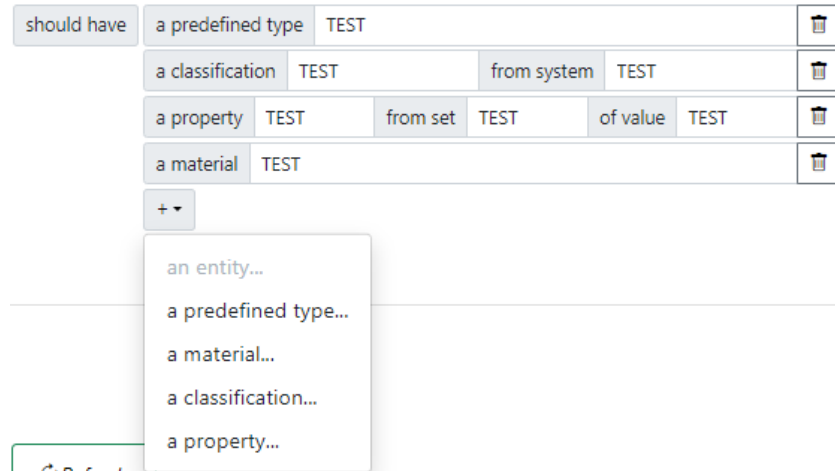 should have a predefined type TEST
a classification TEST from system TEST
a property TEST from set TEST of value TEST
a material TEST
+
an entity...
a predefined type...
a material...
a classification...
a property...